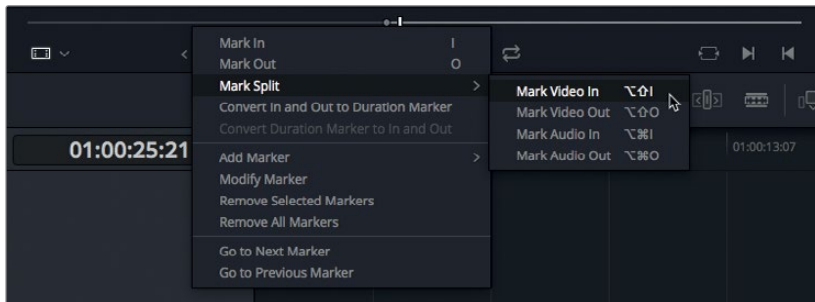 Mark In I
Mark Out O
Mark Split >
Convert In and Out to Duration Marker
Convert Duration Marker to In and Out
Add Marker >
Modify Marker
Remove Selected Markers
Remove All Markers
Go to Next Marker
Go to Previous Marker
Mark Video In ⌥⇧I
Mark Video Out ⌥⇧O
Mark Audio In ⌥⌘I
Mark Audio Out ⌥⌘O
01:00:25:21
01:00:13:07